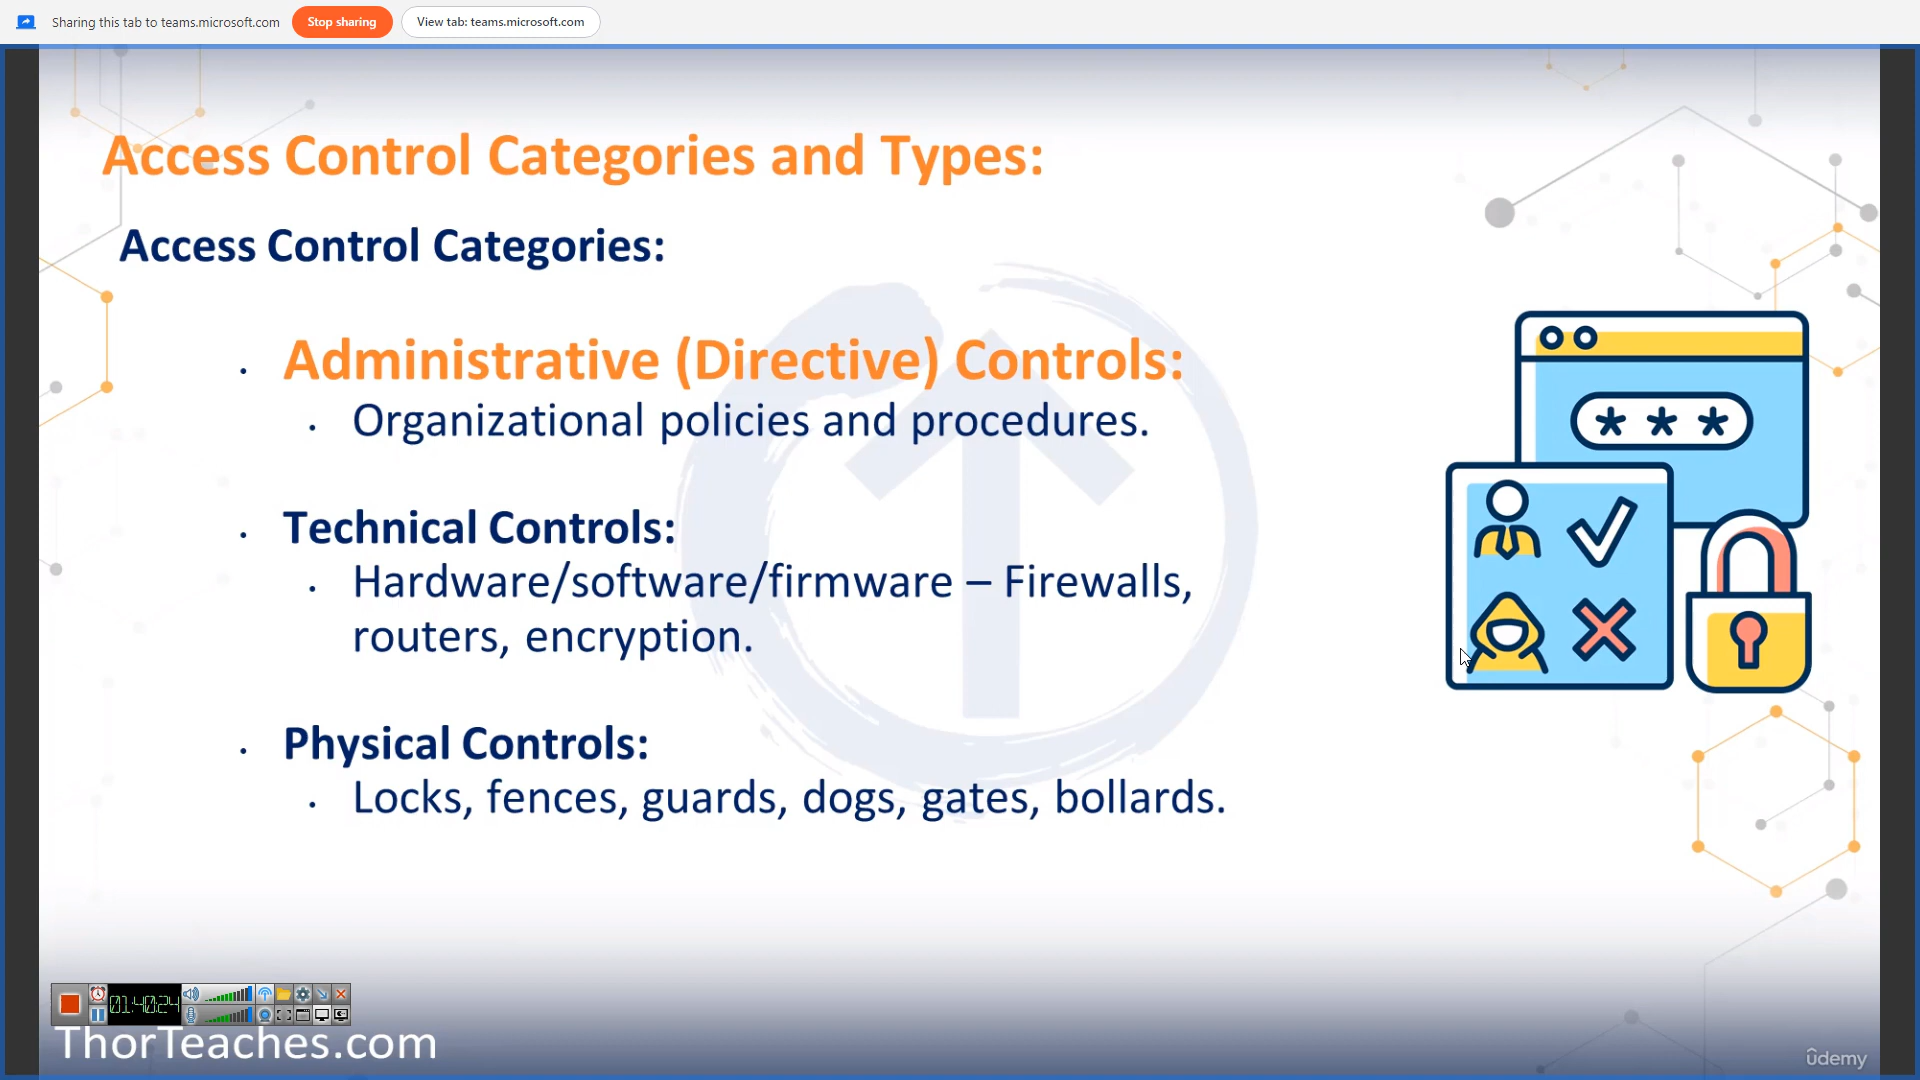 Sharing this tab to teams.microsoft.com
Stop sharing
View tab: teams.microsoft.com
Access Control Categories and Types:
Access Control Categories:
• Administrative (Directive) Controls:
• Organizational policies and procedures.
• Technical Controls:
• Hardware/software/firmware – Firewalls,
routers, encryption.
• Physical Controls:
• Locks, fences, guards, dogs, gates, bollards.
* * *
01:40:24
ThorTeaches.com
ûdemy